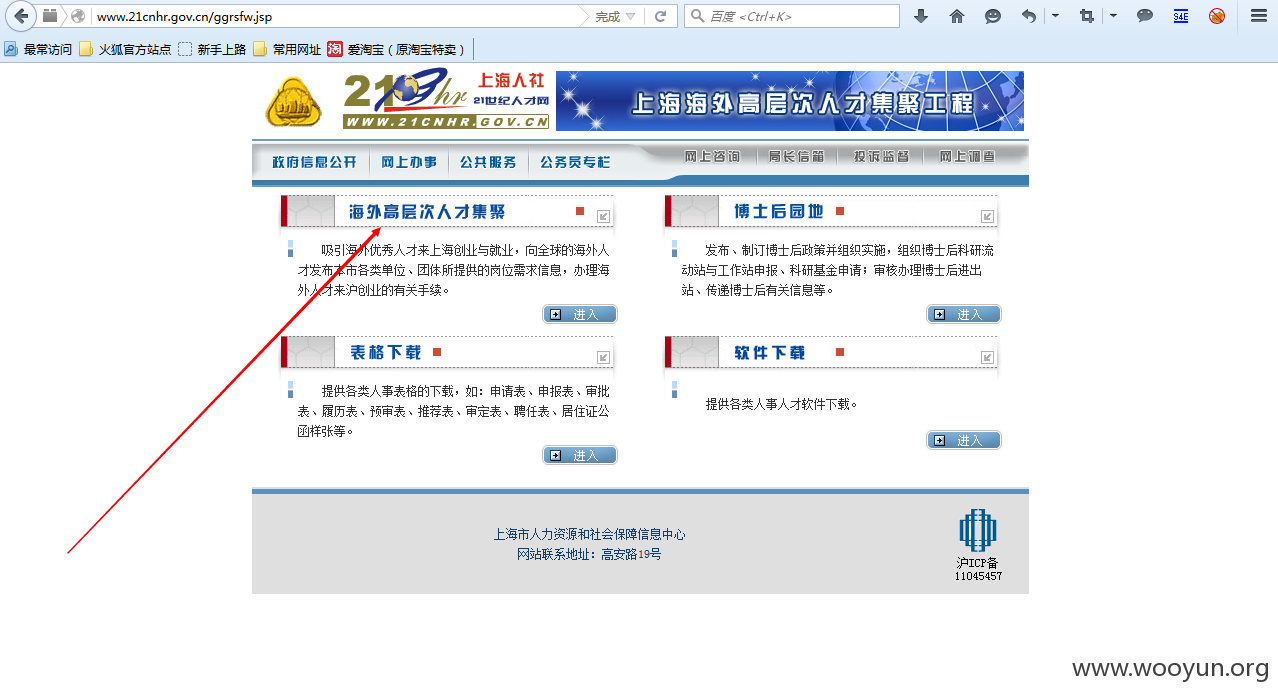 www.21cnhr.gov.cn/ggrsfw.jsp
完成
百度 <Ctrl+K>
S4E
最常访问 火狐官方站点 新手上路 常用网址 淘 爱淘宝（原淘宝特卖）
21 hr 上海人社
21世纪人才网
WWW.21CNHR.GOV.CN
上海海外高层次人才集聚工程
政府信息公开 网上办事 公共服务 公务员专栏 网上咨询 局长信箱 投诉监督 网上调查
海外高层次人才集聚
吸引海外优秀人才来上海创业与就业，向全球的海外人
才发布本市各类单位、团体所提供的岗位需求信息，办理海
外人才来沪创业的有关手续。
进入
博士后园地
发布、制订博士后政策并组织实施，组织博士后科研流
动站与工作站申报、科研基金申请；审核办理博士后进出
站、传递博士后有关信息等。
进入
表格下载
提供各类人事表格的下载，如：申请表、申报表、审批
表、履历表、预审表、推荐表、审定表、聘任表、居住证公
函样张等。
进入
软件下载
提供各类人事人才软件下载。
进入
上海市人力资源和社会保障信息中心
网站联系地址：高安路19号
沪ICP备
11045457
www.wooyun.org